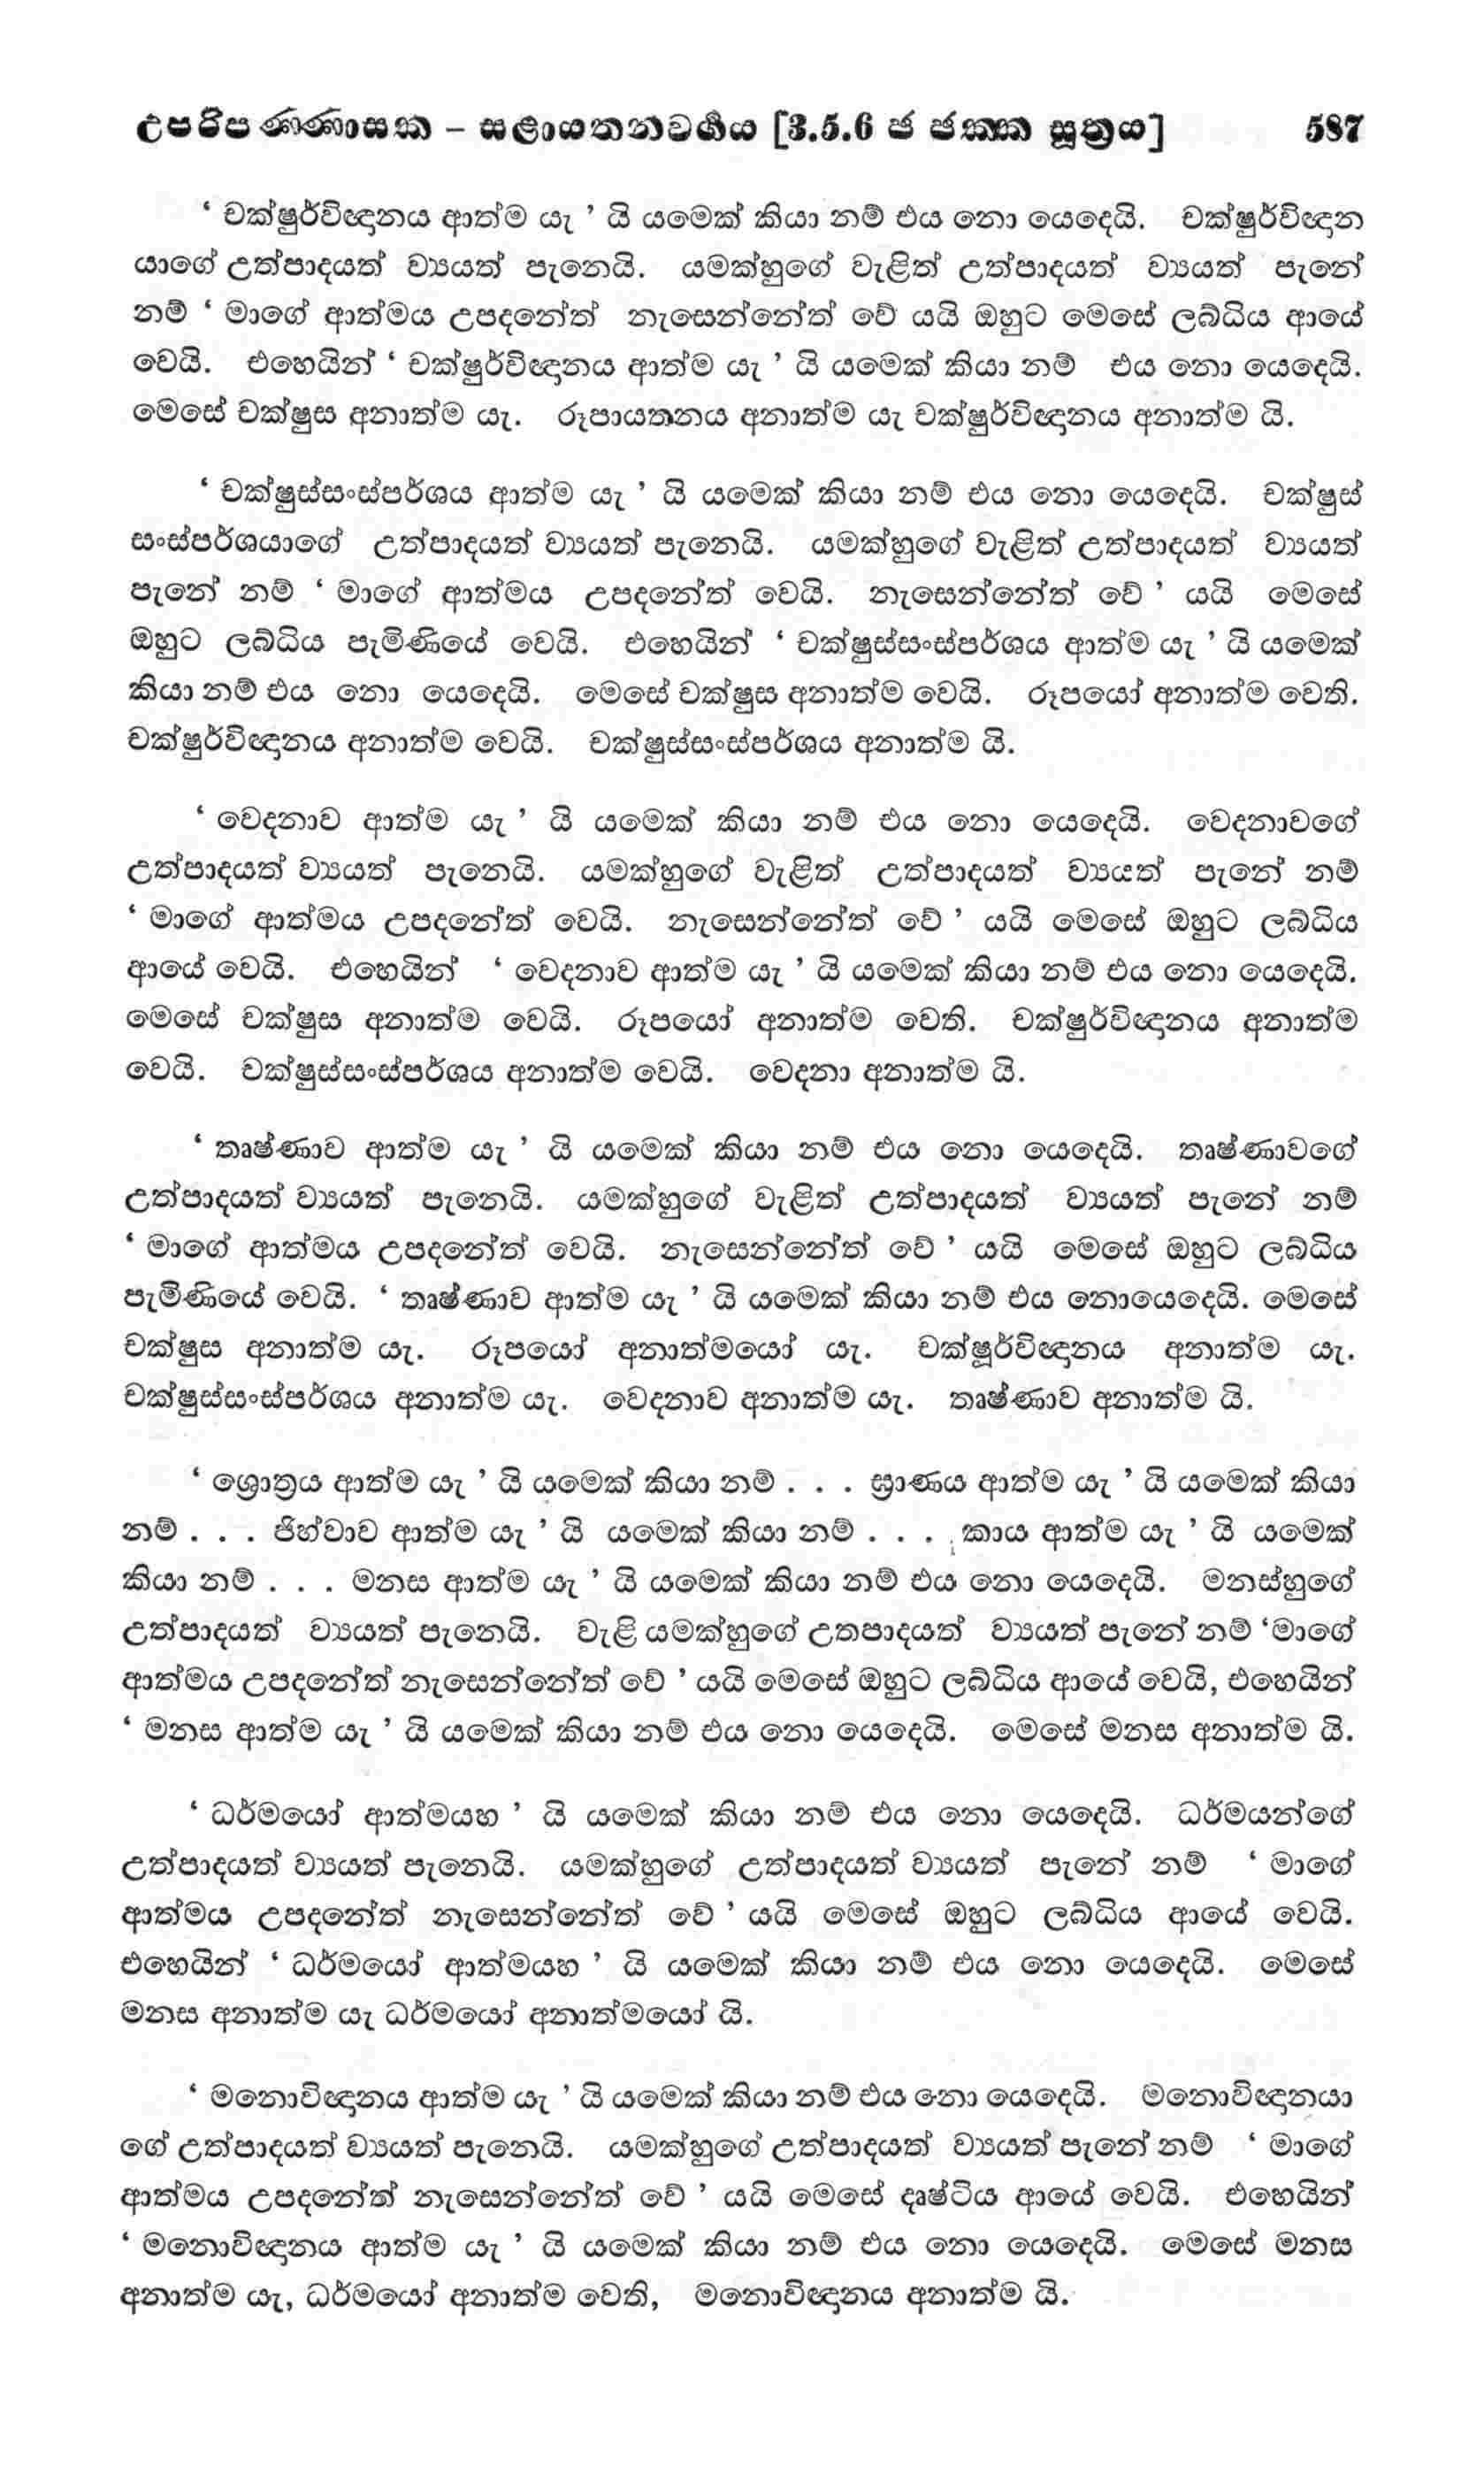 උපරිපණ්ණාසක – සළායතනවර්ගය [3.5.6 ඡ ඡක්ක සූත්‍රය] 587
‘ චක්ෂුර්විඥානය ආත්ම යැ ’ යි යමෙක් කියා නම් එය නො යෙදෙයි. චක්ෂුර්විඥාන
යාගේ උත්පාදයත් ව්‍යයත් පැනෙයි. යමක්හුගේ වැළිත් උත්පාදයත් ව්‍යයත් පැනේ
නම් ‘ මාගේ ආත්මය උපදනේත් නැසෙන්නේත් වේ යයි ඔහුට මෙසේ ලබ්ධිය ආයේ
වෙයි. එහෙයින් ‘ චක්ෂුර්විඥානය ආත්ම යැ ’ යි යමෙක් කියා නම් එය නො යෙදෙයි.
මෙසේ චක්ෂුස අනාත්ම යැ. රූපායතනය අනාත්ම යැ චක්ෂුර්විඥානය අනාත්ම යි.
‘ චක්ෂුස්සංස්පර්ශය ආත්ම යැ ’ යි යමෙක් කියා නම් එය නො යෙදෙයි. චක්ෂුස්
සංස්පර්ශයාගේ උත්පාදයත් ව්‍යයත් පැනෙයි. යමක්හුගේ වැළිත් උත්පාදයත් ව්‍යයත්
පැනේ නම් ‘ මාගේ ආත්මය උපදනේත් වෙයි. නැසෙන්නේත් වේ ’ යයි මෙසේ
ඔහුට ලබ්ධිය පැමිණියේ වෙයි. එහෙයින් ‘ චක්ෂුස්සංස්පර්ශය ආත්ම යැ ’ යි යමෙක්
කියා නම් එය නො යෙදෙයි. මෙසේ චක්ෂුස අනාත්ම වෙයි. රූපයෝ අනාත්ම වෙති.
චක්ෂුර්විඥානය අනාත්ම වෙයි. චක්ෂුස්සංස්පර්ශය අනාත්ම යි.
‘ වෙදනාව ආත්ම යැ ’ යි යමෙක් කියා නම් එය නො යෙදෙයි. වෙදනාවගේ
උත්පාදයත් ව්‍යයත් පැනෙයි. යමක්හුගේ වැළිත් උත්පාදයත් ව්‍යයත් පැනේ නම්
‘ මාගේ ආත්මය උපදනේත් වෙයි. නැසෙන්නේත් වේ ’ යයි මෙසේ ඔහුට ලබ්ධිය
ආයේ වෙයි. එහෙයින් ‘ වෙදනාව ආත්ම යැ ’ යි යමෙක් කියා නම් එය නො යෙදෙයි.
මෙසේ චක්ෂුස අනාත්ම වෙයි. රූපයෝ අනාත්ම වෙති. චක්ෂුර්විඥානය අනාත්ම
වෙයි. චක්ෂුස්සංස්පර්ශය අනාත්ම වෙයි. වෙදනා අනාත්ම යි.
‘ තෘෂ්ණාව ආත්ම යැ ’ යි යමෙක් කියා නම් එය නො යෙදෙයි. තෘෂ්ණාවගේ
උත්පාදයත් ව්‍යයත් පැනෙයි. යමක්හුගේ වැළිත් උත්පාදයත් ව්‍යයත් පැනේ නම්
‘ මාගේ ආත්මය උපදනේත් වෙයි. නැසෙන්නේත් වේ ’ යයි මෙසේ ඔහුට ලබ්ධිය
පැමිණියේ වෙයි. ‘ තෘෂ්ණාව ආත්ම යැ ’ යි යමෙක් කියා නම් එය නොයෙදෙයි. මෙසේ
චක්ෂුස අනාත්ම යැ. රූපයෝ අනාත්මයෝ යැ. චක්ෂූර්විඥානය අනාත්ම යැ.
චක්ෂුස්සංස්පර්ශය අනාත්ම යැ. වෙදනාව අනාත්ම යැ. තෘෂ්ණාව අනාත්ම යි.
‘ ශ්‍රොත්‍රය ආත්ම යැ ’ යි යමෙක් කියා නම් . . . ඝ්‍රාණය ආත්ම යැ ’ යි යමෙක් කියා
නම් . . . ජිහ්වාව ආත්ම යැ ’ යි යමෙක් කියා නම් . . . කාය ආත්ම යැ ’ යි යමෙක්
කියා නම් . . . මනස ආත්ම යැ ’ යි යමෙක් කියා නම් එය නො යෙදෙයි. මනස්හුගේ
උත්පාදයත් ව්‍යයත් පැනෙයි. වැළි යමක්හුගේ උතපාදයත් ව්‍යයත් පැනේ නම් ‘මාගේ
ආත්මය උපදනේත් නැසෙන්නේත් වේ ’ යයි මෙසේ ඔහුට ලබ්ධිය ආයේ වෙයි, එහෙයින්
‘ මනස ආත්ම යැ ’ යි යමෙක් කියා නම් එය නො යෙදෙයි. මෙසේ මනස අනාත්ම යි.
‘ ධර්මයෝ ආත්මයහ ’ යි යමෙක් කියා නම් එය නො යෙදෙයි. ධර්මයන්ගේ
උත්පාදයත් ව්‍යයත් පැනෙයි. යමක්හුගේ උත්පාදයත් ව්‍යයත් පැනේ නම් ‘ මාගේ
ආත්මය උපදනේත් නැසෙන්නේත් වේ ’ යයි මෙසේ ඔහුට ලබ්ධිය ආයේ වෙයි.
එහෙයින් ‘ ධර්මයෝ ආත්මයහ ’ යි යමෙක් කියා නම් එය නො යෙදෙයි. මෙසේ
මනස අනාත්ම යැ ධර්මයෝ අනාත්මයෝ යි.
‘ මනොවිඥානය ආත්ම යැ ’ යි යමෙක් කියා නම් එය නො යෙදෙයි. මනොවිඥානයා
ගේ උත්පාදයත් ව්‍යයත් පැනෙයි. යමක්හුගේ උත්පාදයත් ව්‍යයත් පැනේ නම් ‘ මාගේ
ආත්මය උපදනේත් නැසෙන්නේත් වේ ’ යයි මෙසේ දෘෂ්ටිය ආයේ වෙයි. එහෙයින්
‘ මනොවිඥානය ආත්ම යැ ’ යි යමෙක් කියා නම් එය නො යෙදෙයි. මෙසේ මනස
අනාත්ම යැ, ධර්මයෝ අනාත්ම වෙති, මනොවිඥානය අනාත්ම යි.